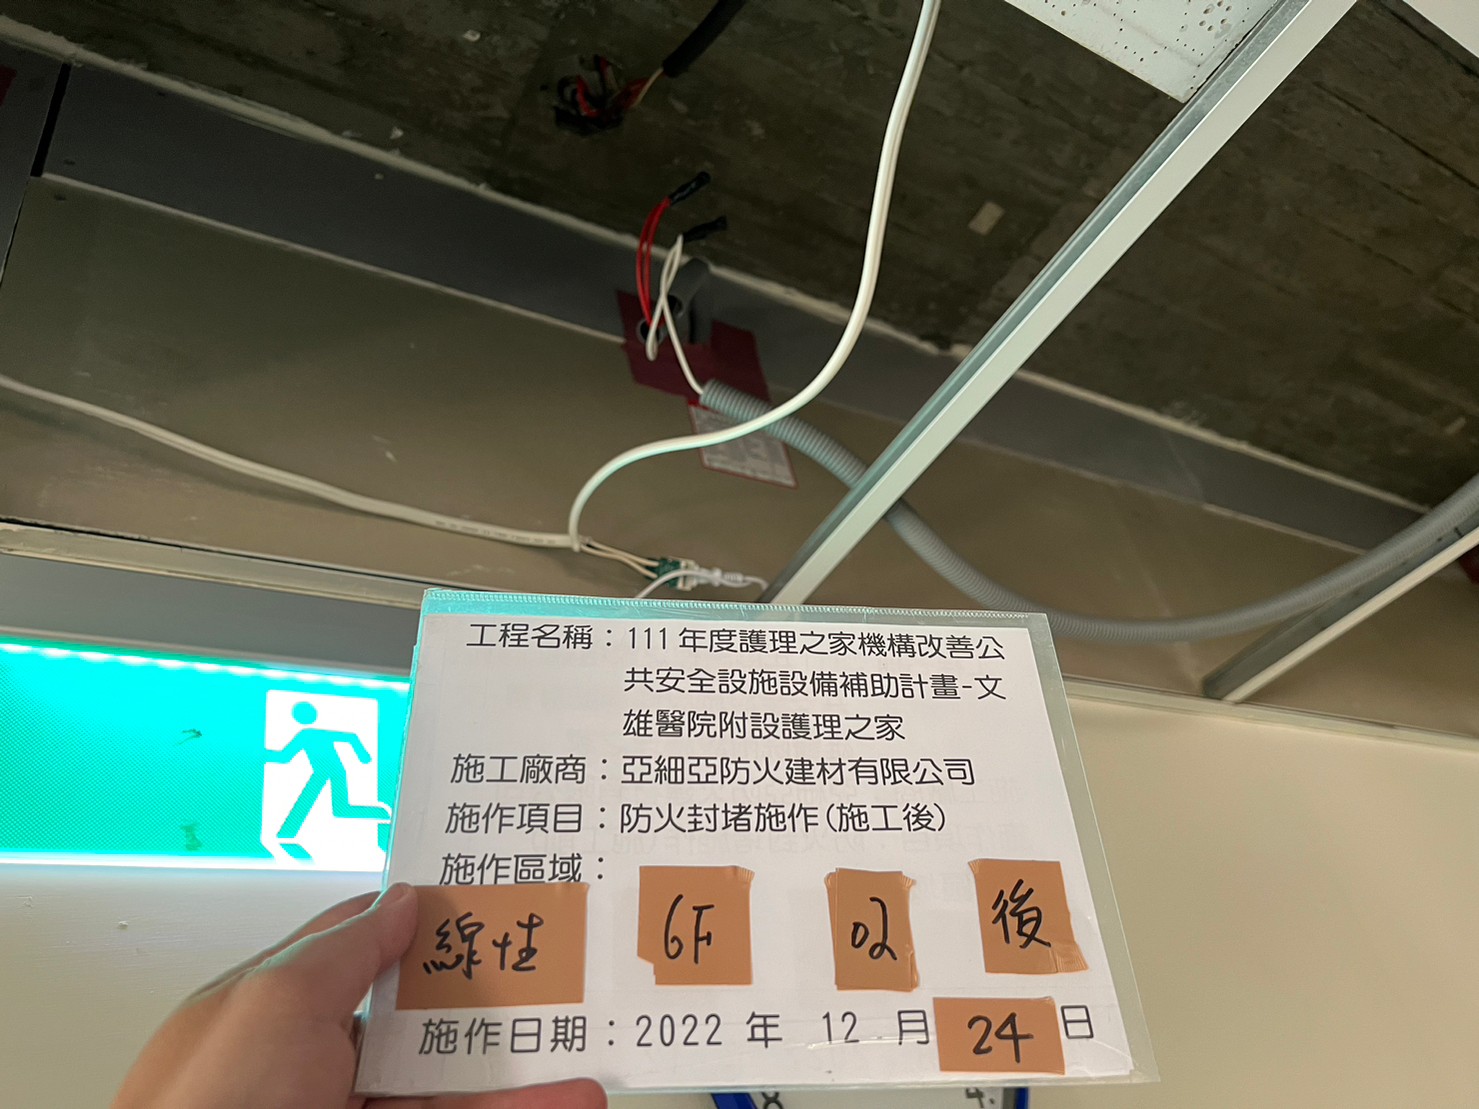 工程名稱：111年度護理之家機構改善公
共安全設施設備補助計畫-文
雄醫院附設護理之家
施工廠商：亞細亞防火建材有限公司
施作項目：防火封堵施作(施工後)
施作區域：
線性 6F 02 後
施作日期：2022 年 12 月 24 日